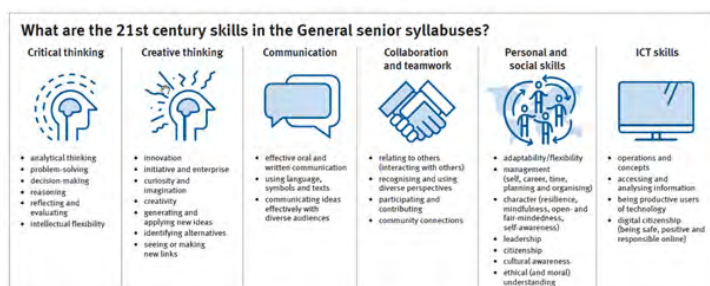 What are the 21st century skills in the General senior syllabuses?
Critical thinking
• analytical thinking
• problem-solving
• decision-making
• reasoning
• reflecting and
evaluating
• intellectual flexibility
Creative thinking
• innovation
• initiative and enterprise
• curiosity and
imagination
• creativity
• generating and
applying new ideas
• identifying alternatives
• seeing or making
new links
Communication
• effective oral and
written communication
• using language,
symbols and texts
• communicating ideas
effectively with
diverse audiences
Collaboration
and teamwork
• relating to others
(interacting with others)
• recognising and using
diverse perspectives
• participating and
contributing
• community connections
Personal and
social skills
• adaptability/flexibility
• management
(self, career, time,
planning and organising)
• character (resilience,
mindfulness, open- and
fair-mindedness,
self-awareness)
• leadership
• citizenship
• cultural awareness
• ethical (and moral)
understanding
ICT skills
• operations and
concepts
• accessing and
analysing information
• being productive users
of technology
• digital citizenship
(being safe, positive and
responsible online)